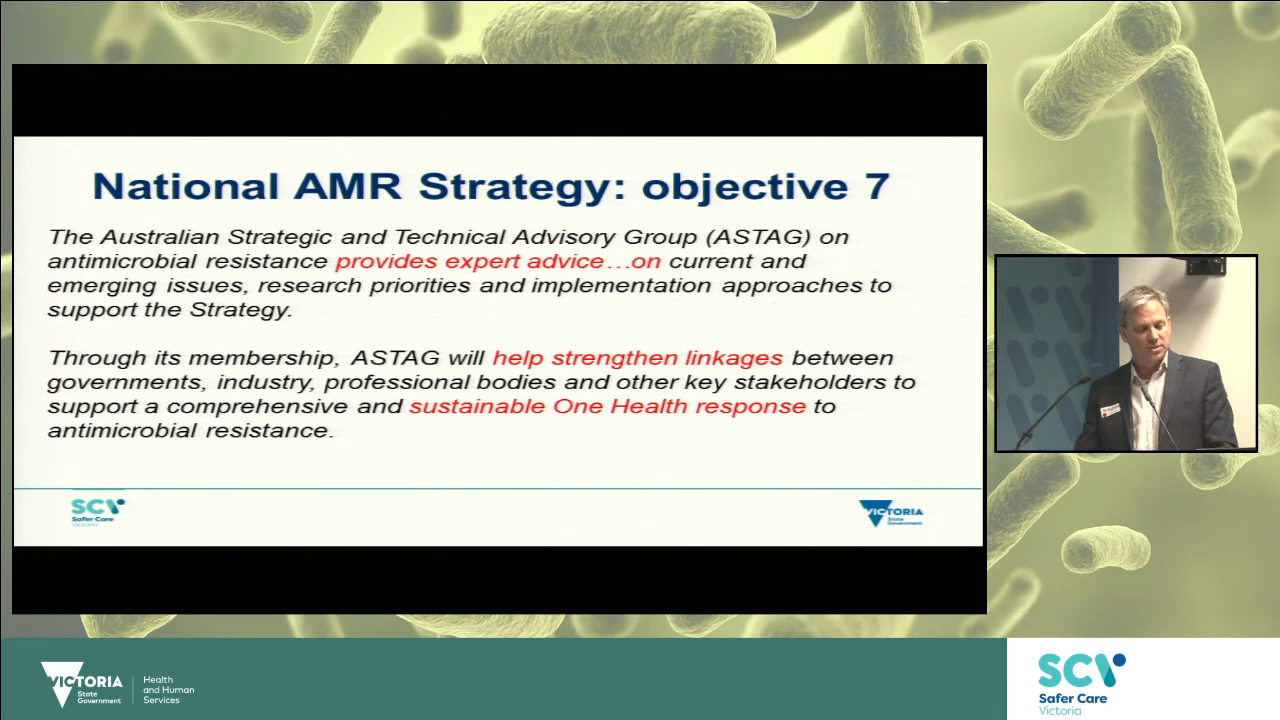 National AMR Strategy: objective 7
The Australian Strategic and Technical Advisory Group (ASTAG) on
antimicrobial resistance provides expert advice…on current and
emerging issues, research priorities and implementation approaches to
support the Strategy.
Through its membership, ASTAG will help strengthen linkages between
governments, industry, professional bodies and other key stakeholders to
support a comprehensive and sustainable One Health response to
antimicrobial resistance.
SCV
Safer Care
Victoria
VICTORIA
State
Government
VICTORIA
State
Government
Health
and Human
Services
SCV
Safer Care
Victoria